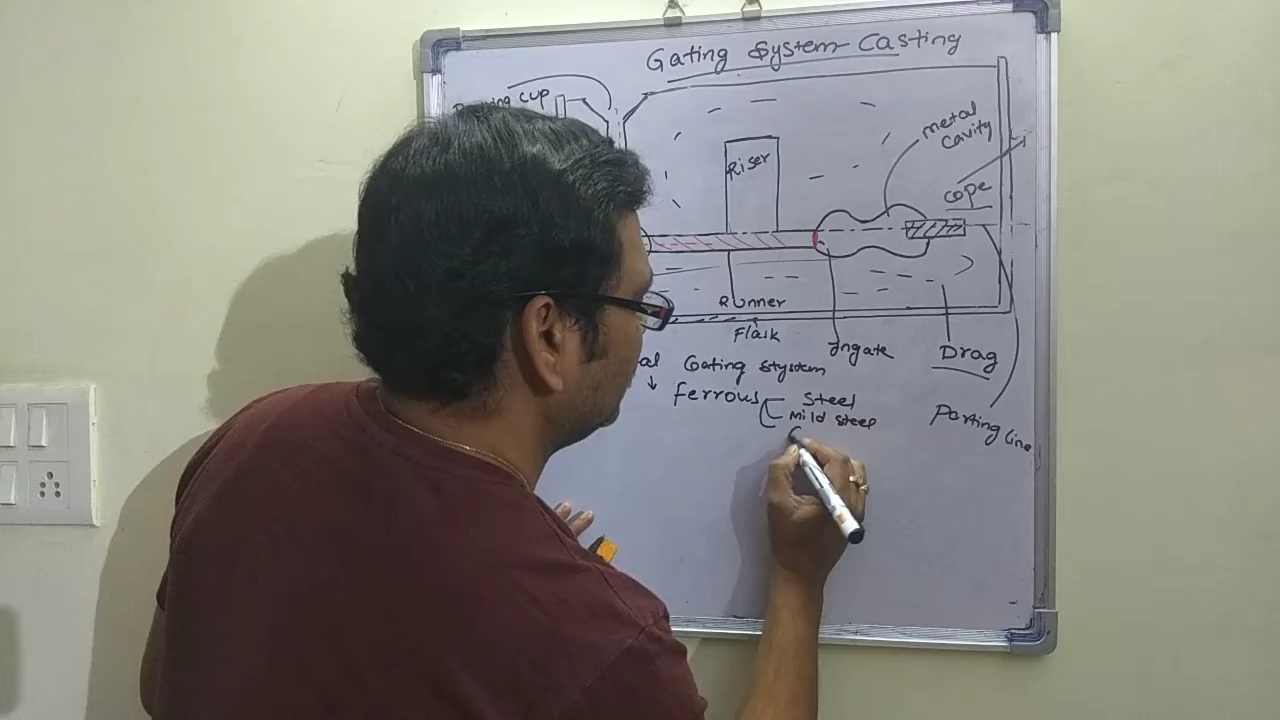 Gating System Casting
cup
metal
cavity
Riser
cope
Runner
Flask
Ingate
Drag
Gating Stystem
Ferrous
Steel
Mild Steel
Parting Line